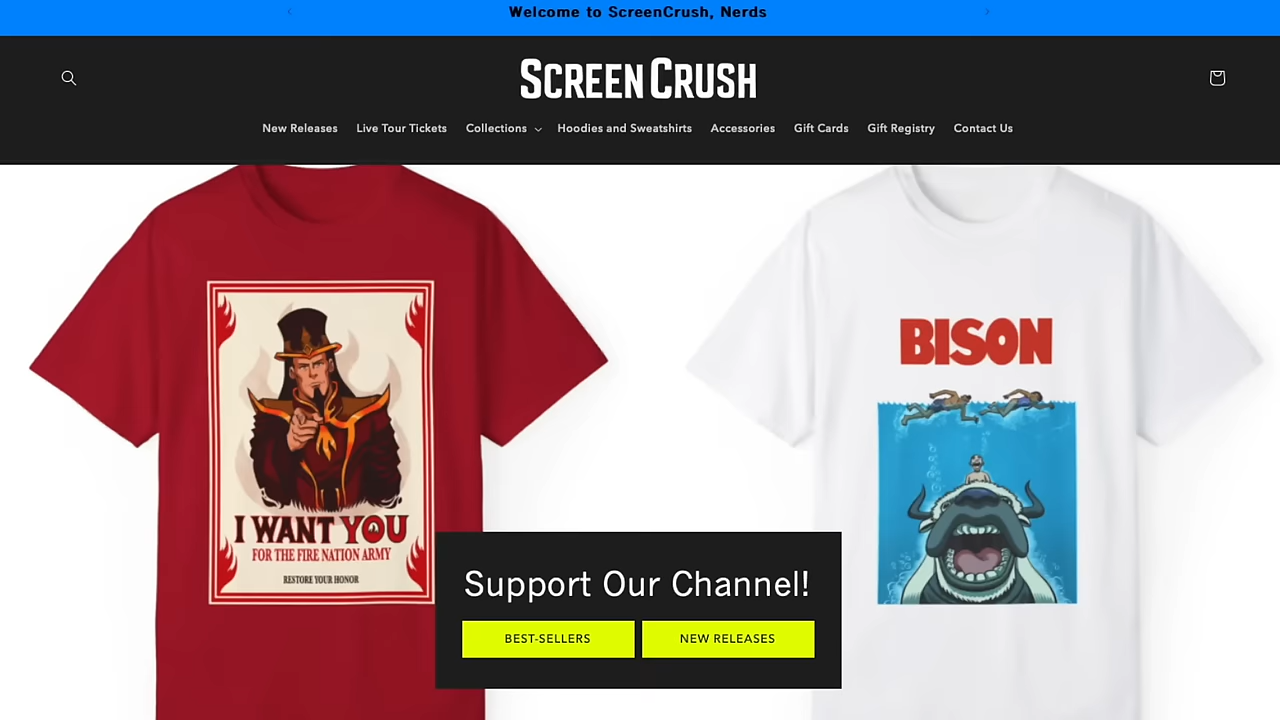 Welcome to ScreenCrush, Nerds
SCREENCRUSH
New Releases
Live Tour Tickets
Collections
Hoodies and Sweatshirts
Accessories
Gift Cards
Gift Registry
Contact Us
I WANT YOU
FOR THE FIRE NATION ARMY
RESTORE YOUR HONOR
BISON
Support Our Channel!
BEST-SELLERS
NEW RELEASES